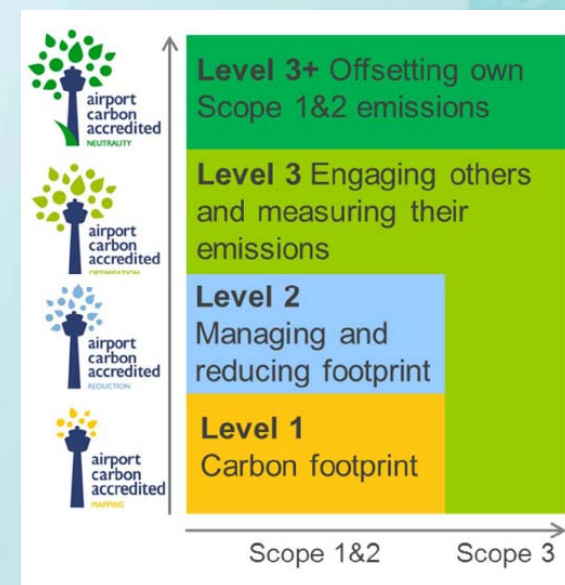 airport
carbon
accredited
NEUTRALITY
Level 3+ Offsetting own
Scope 1&2 emissions
airport
carbon
accredited
OPTIMISATION
Level 3 Engaging others
and measuring their
emissions
airport
carbon
accredited
REDUCTION
Level 2
Managing and
reducing footprint
airport
carbon
accredited
MAPPING
Level 1
Carbon footprint
Scope 1&2
Scope 3